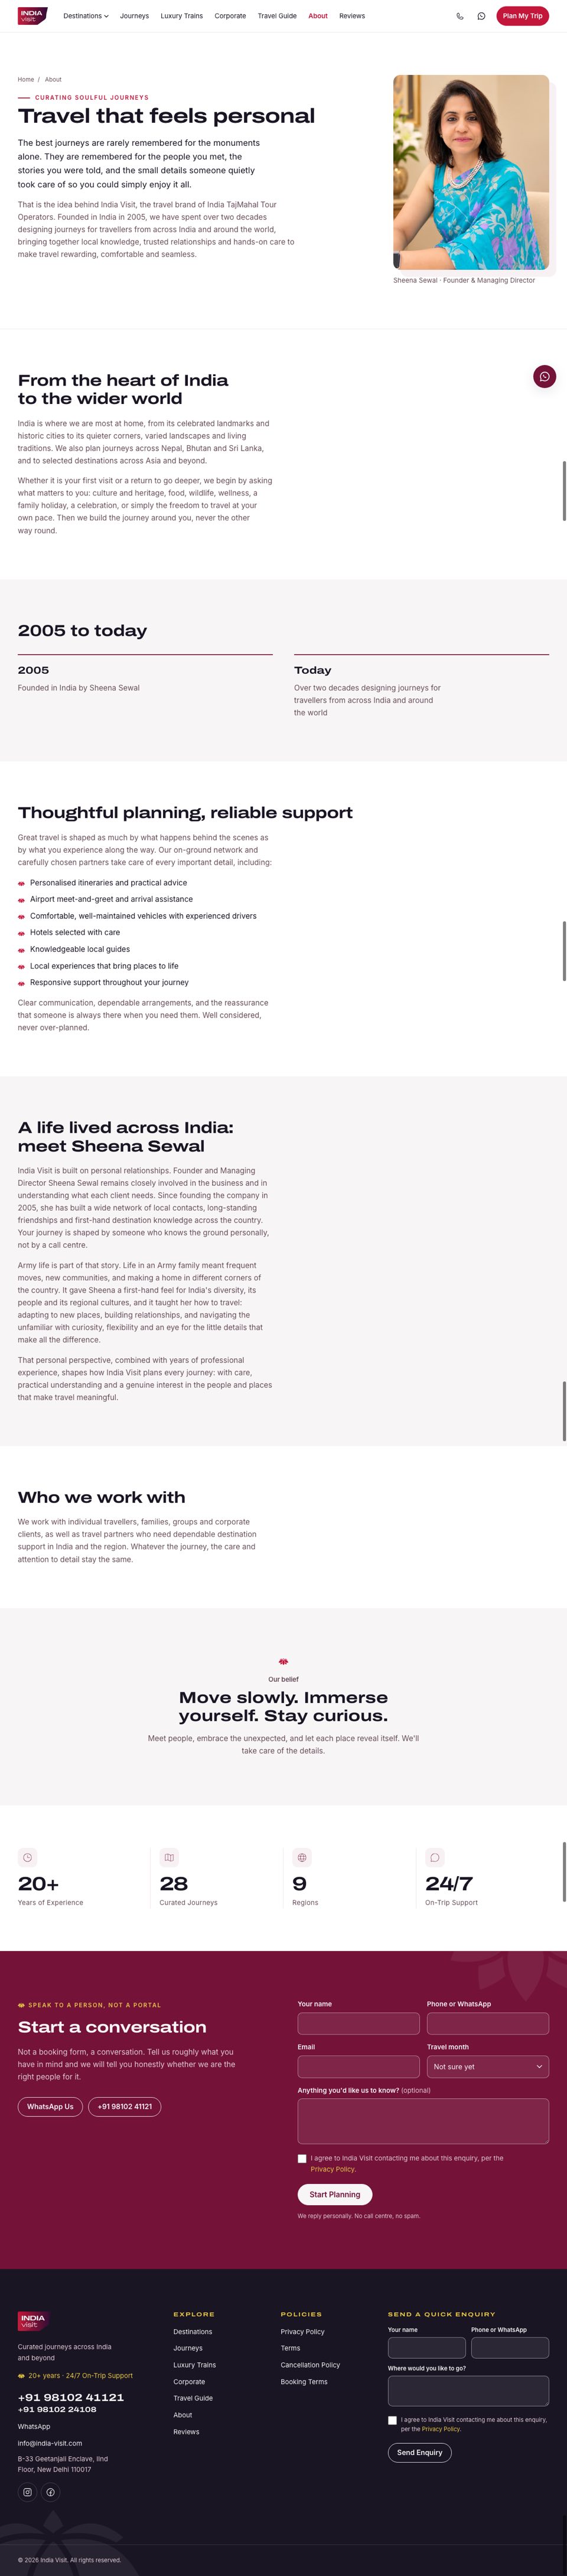 INDIA
visit
Destinations
Journeys
Luxury Trains
Corporate
Travel Guide
About
Reviews
Plan My Trip
Home / About
CURATING SOULFUL JOURNEYS
Travel that feels personal
The best journeys are rarely remembered for the monuments
alone. They are remembered for the people you met, the
stories you were told, and the small details someone quietly
took care of so you could simply enjoy it all.
That is the idea behind India Visit, the travel brand of India TajMahal Tour
Operators. Founded in India in 2005, we have spent over two decades
designing journeys for travellers from across India and around the world,
bringing together local knowledge, trusted relationships and hands-on care to
make travel rewarding, comfortable and seamless.
Sheena Sewal · Founder & Managing Director
From the heart of India
to the wider world
India is where we are most at home, from its celebrated landmarks and
historic cities to its quieter corners, varied landscapes and living
traditions. We also plan journeys across Nepal, Bhutan and Sri Lanka,
and to selected destinations across Asia and beyond.
Whether it is your first visit or a return to go deeper, we begin by asking
what matters to you: culture and heritage, food, wildlife, wellness, a
family holiday, a celebration, or simply the freedom to travel at your
own pace. Then we build the journey around you, never the other
way round.
2005 to today
2005
Founded in India by Sheena Sewal
Today
Over two decades designing journeys for
travellers from across India and around
the world
Thoughtful planning, reliable support
Great travel is shaped as much by what happens behind the scenes as
by what you experience along the way. Our on-ground network and
carefully chosen partners take care of every important detail, including:
Personalised itineraries and practical advice
Airport meet-and-greet and arrival assistance
Comfortable, well-maintained vehicles with experienced drivers
Hotels selected with care
Knowledgeable local guides
Local experiences that bring places to life
Responsive support throughout your journey
Clear communication, dependable arrangements, and the reassurance
that someone is always there when you need them. Well considered,
never over-planned.
A life lived across India:
meet Sheena Sewal
India Visit is built on personal relationships. Founder and Managing
Director Sheena Sewal remains closely involved in the business and in
understanding what each client needs. Since founding the company in
2005, she has built a wide network of local contacts, long-standing
friendships and first-hand destination knowledge across the country.
Your journey is shaped by someone who knows the ground personally,
not by a call centre.
Army life is part of that story. Life in an Army family meant frequent
moves, new communities, and making a home in different corners of
the country. It gave Sheena a first-hand feel for India's diversity, its
people and its regional cultures, and it taught her how to travel:
adapting to new places, building relationships, and navigating the
unfamiliar with curiosity, flexibility and an eye for the little details that
make all the difference.
That personal perspective, combined with years of professional
experience, shapes how India Visit plans every journey: with care,
practical understanding and a genuine interest in the people and places
that make travel meaningful.
Who we work with
We work with individual travellers, families, groups and corporate
clients, as well as travel partners who need dependable destination
support in India and the region. Whatever the journey, the care and
attention to detail stay the same.
Our belief
Move slowly. Immerse
yourself. Stay curious.
Meet people, embrace the unexpected, and let each place reveal itself. We'll
take care of the details.
20+
Years of Experience
28
Curated Journeys
9
Regions
24/7
On-Trip Support
SPEAK TO A PERSON, NOT A PORTAL
Start a conversation
Not a booking form, a conversation. Tell us roughly what you
have in mind and we will tell you honestly whether we are the
right people for it.
WhatsApp Us
+91 98102 41121
Your name
Phone or WhatsApp
Email
Travel month
Not sure yet
Anything you'd like us to know? (optional)
I agree to India Visit contacting me about this enquiry, per the
Privacy Policy.
Start Planning
We reply personally. No call centre, no spam.
INDIA
visit
Curated journeys across India
and beyond
20+ years · 24/7 On-Trip Support
+91 98102 41121
+91 98102 24108
WhatsApp
info@india-visit.com
B-33 Geetanjali Enclave, IInd
Floor, New Delhi 110017
EXPLORE
Destinations
Journeys
Luxury Trains
Corporate
Travel Guide
About
Reviews
POLICIES
Privacy Policy
Terms
Cancellation Policy
Booking Terms
SEND A QUICK ENQUIRY
Your name
Phone or WhatsApp
Where would you like to go?
I agree to India Visit contacting me about this enquiry,
per the Privacy Policy.
Send Enquiry
© 2026 India Visit. All rights reserved.